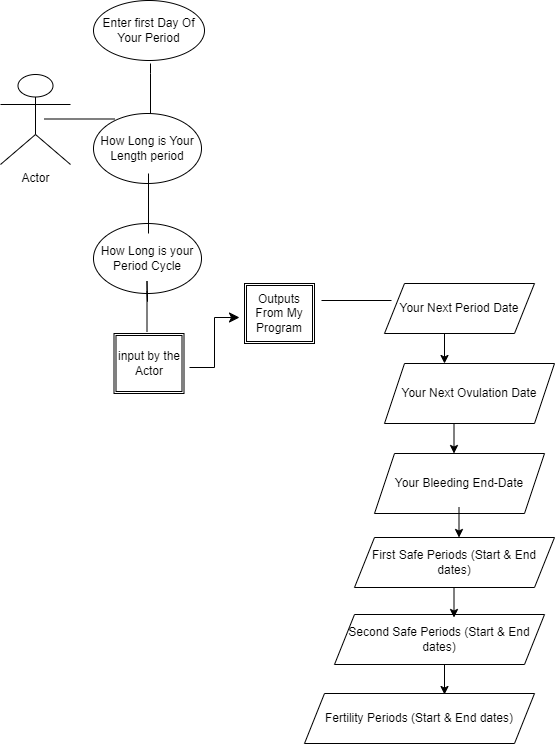 Enter first Day Of
Your Period
How Long is Your
Length period
Actor
How Long is your
Period Cycle
input by the
Actor
Outputs
From My
Program
Your Next Period Date
Your Next Ovulation Date
Your Bleeding End-Date
First Safe Periods (Start & End
dates)
Second Safe Periods (Start & End
dates)
Fertility Periods (Start & End dates)